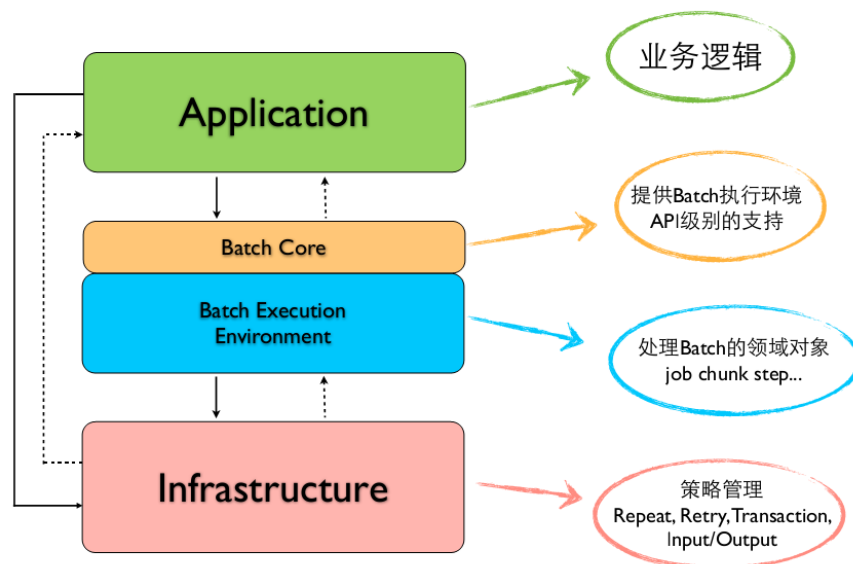 Application
业务逻辑
Batch Core
提供Batch执行环境
API级别的支持
Batch Execution
Environment
处理Batch的领域对象
job chunk step...
Infrastructure
策略管理
Repeat, Retry, Transaction,
Input/Output